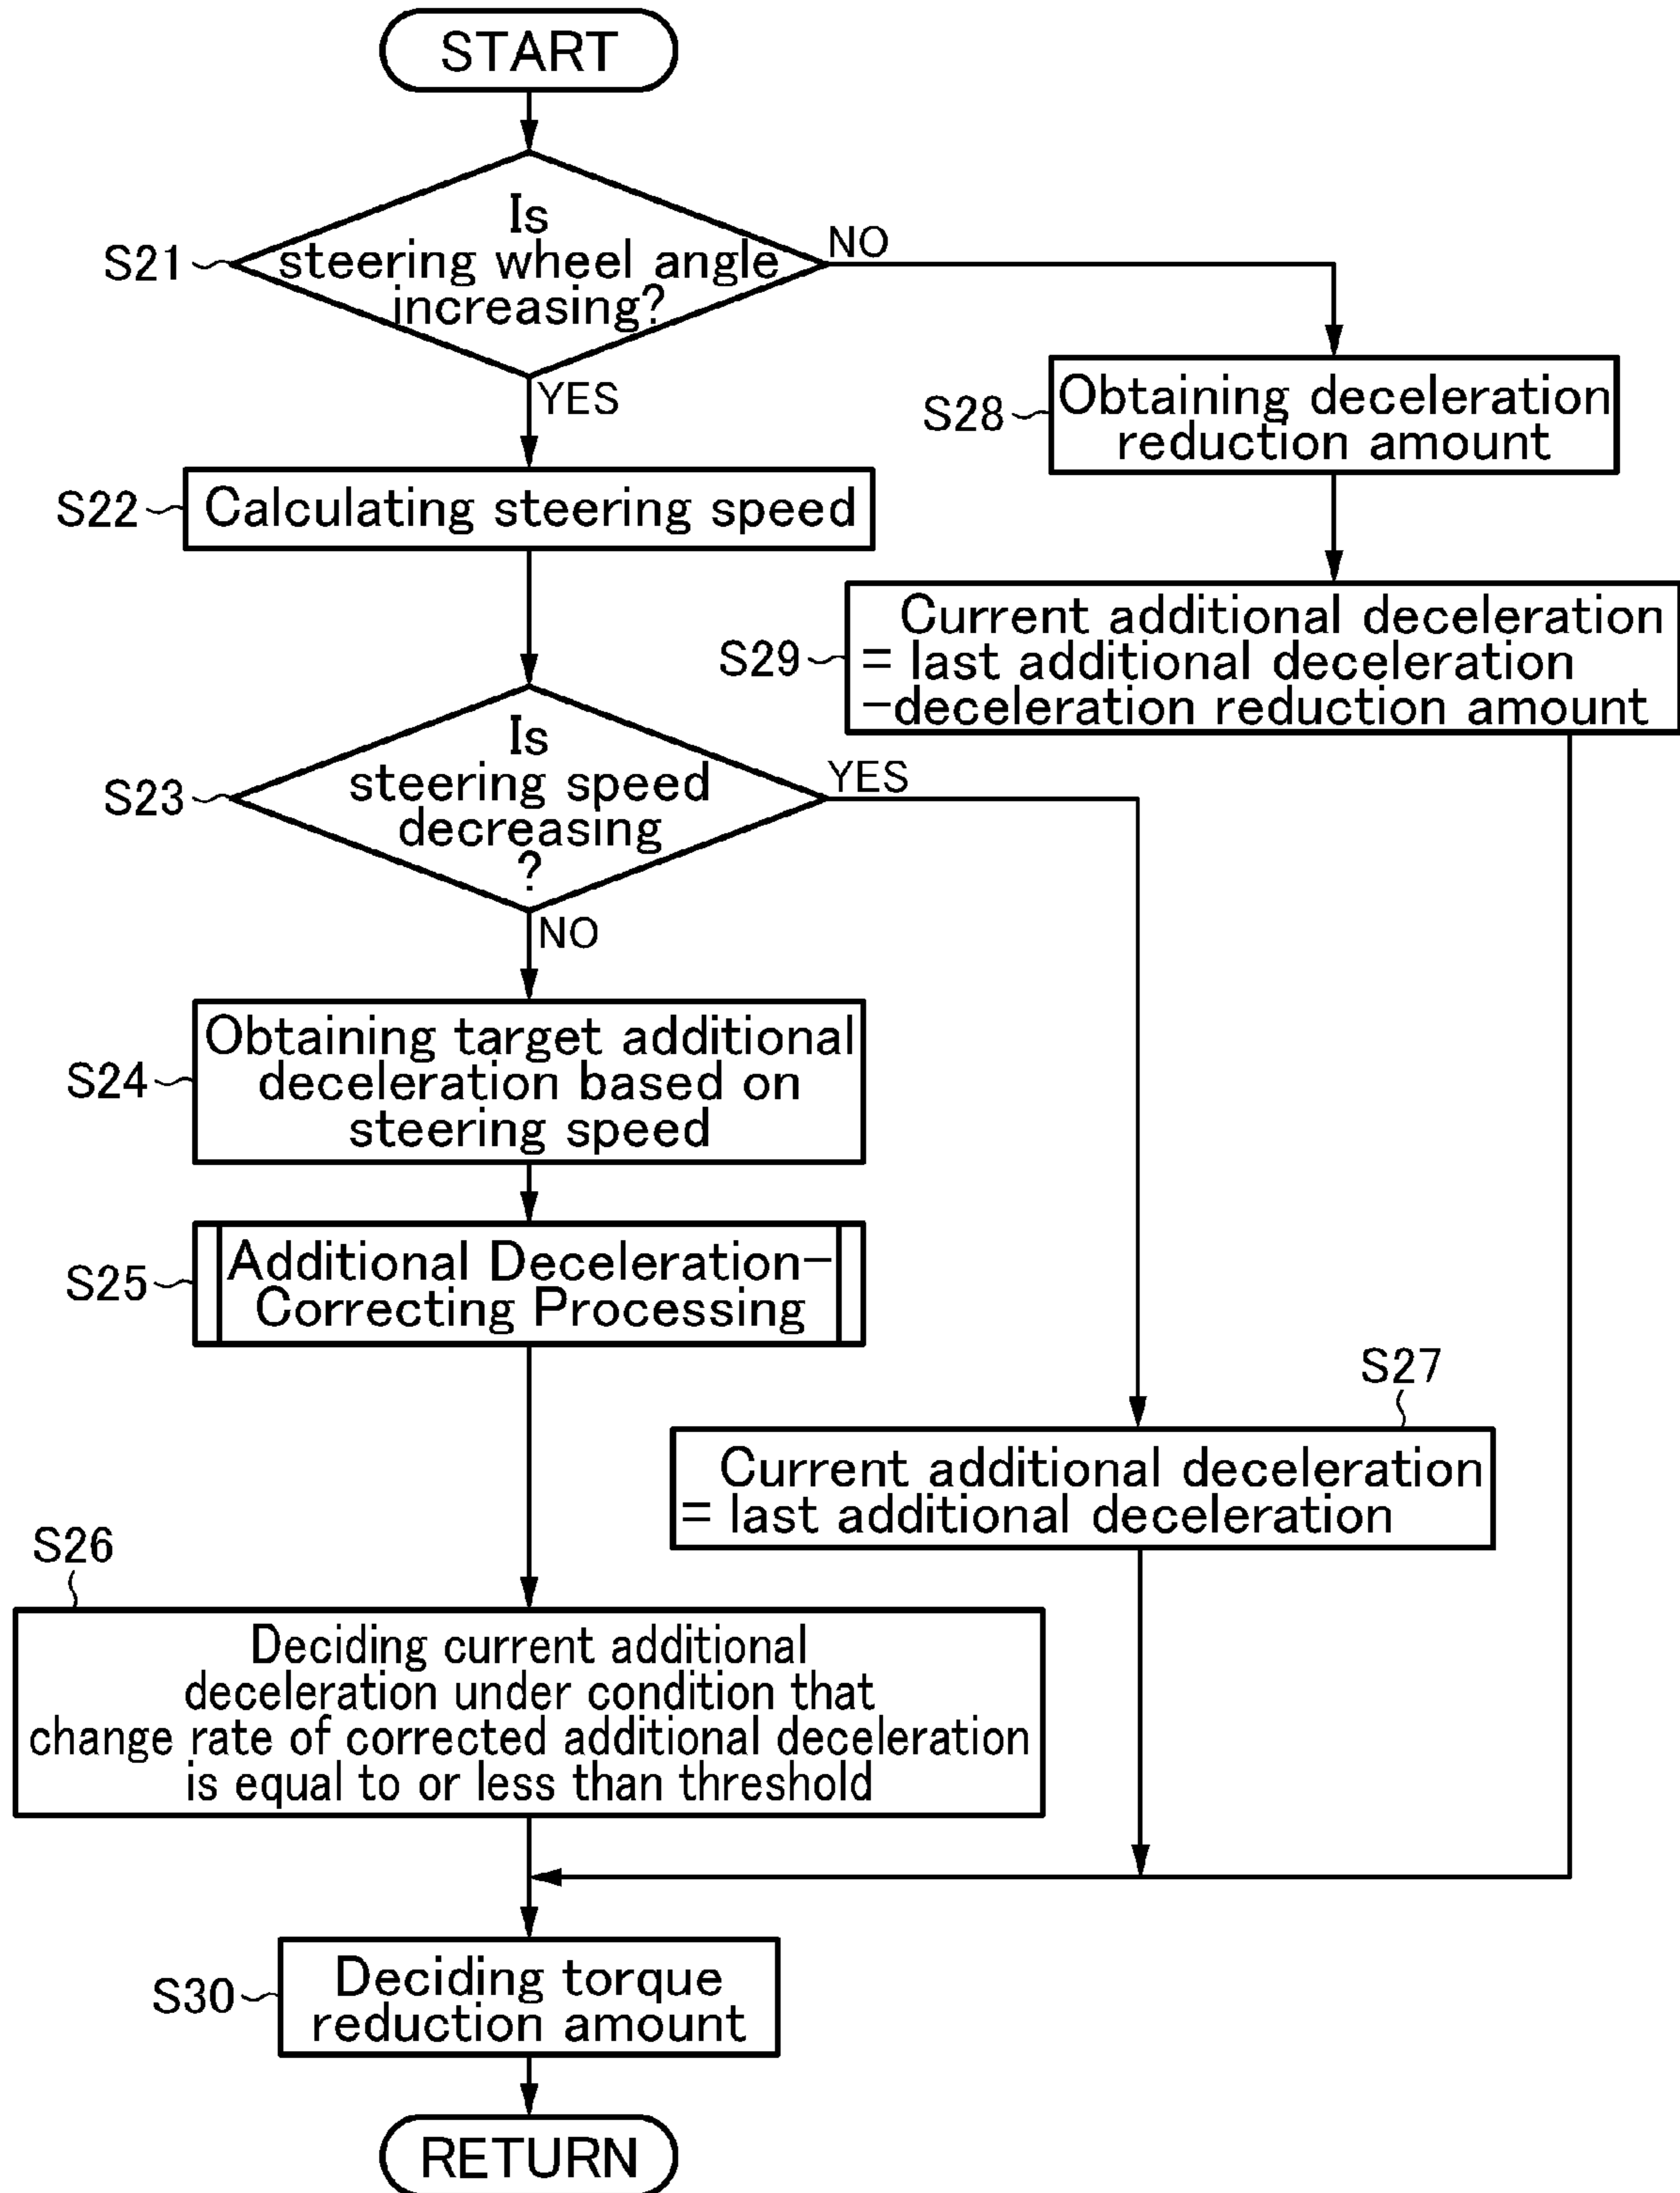 START
Is
steering wheel angle
increasing?
S21
NO
YES
Obtaining deceleration
reduction amount
S28
S22
Calculating steering speed
Current additional deceleration
= last additional deceleration
-deceleration reduction amount
S29
Is
steering speed
decreasing
?
S23
YES
NO
Obtaining target additional
deceleration based on
steering speed
S24
Additional Deceleration-
Correcting Processing
S25
S27
Current additional deceleration
= last additional deceleration
S26
Deciding current additional
deceleration under condition that
change rate of corrected additional deceleration
is equal to or less than threshold
S30
Deciding torque
reduction amount
RETURN